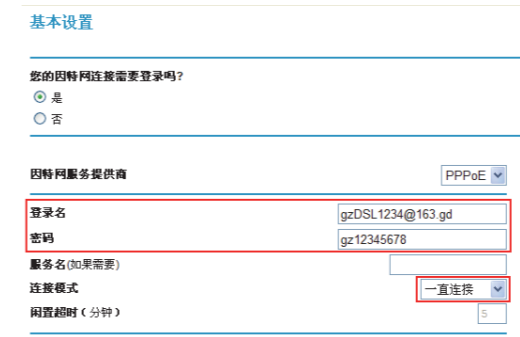 基本设置
您的因特网连接需要登录吗?
是
否
因特网服务提供商 PPPoE
登录名 gzDSL1234@163.gd
密码 gz12345678
服务名(如果需要)
连接模式 一直连接
闲置超时(分钟) 5